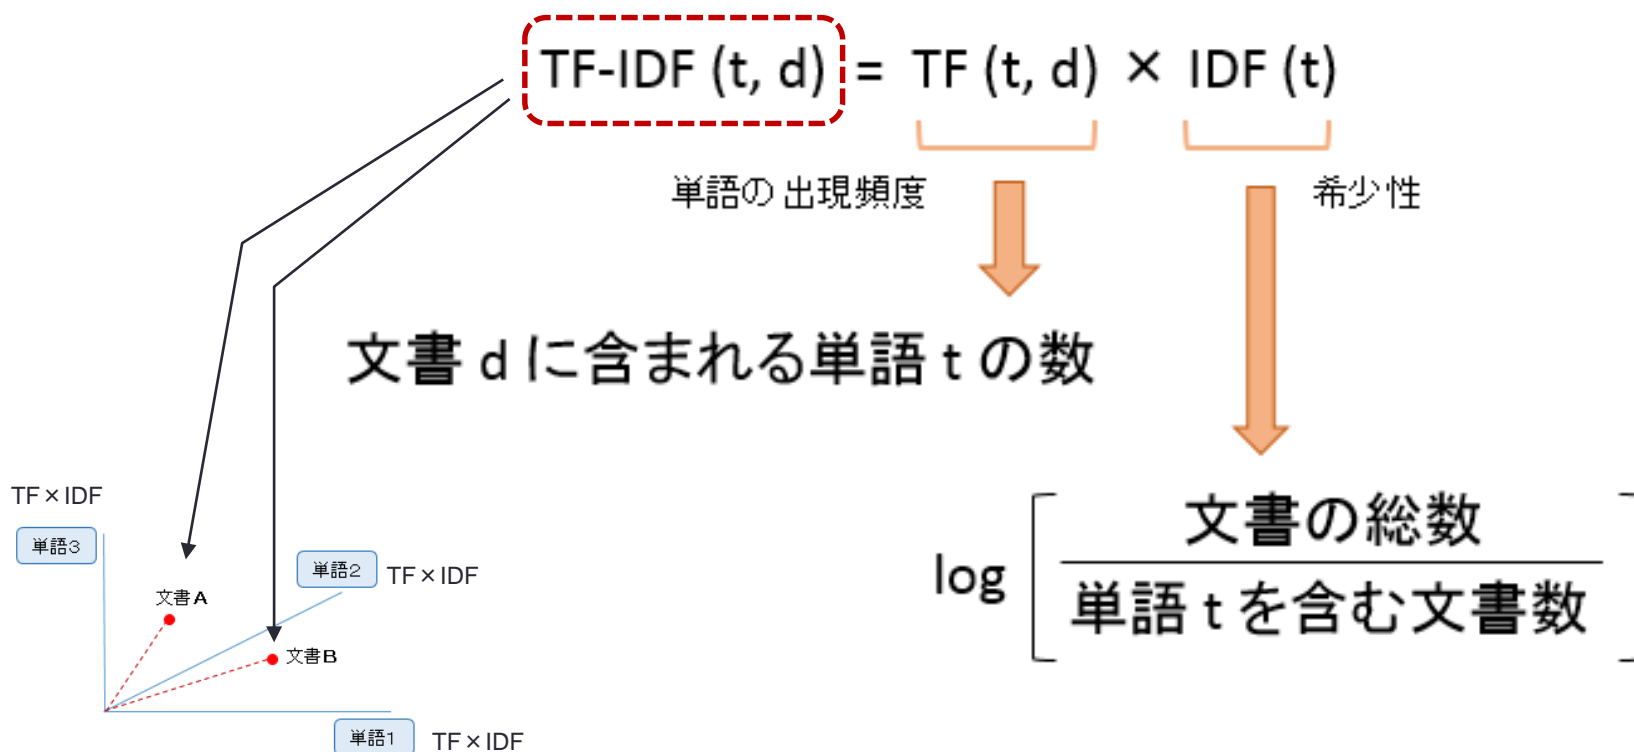 TF-IDF (t, d) = TF (t, d) × IDF (t)
単語の出現頻度
希少性
文書 d に含まれる単語 t の数
log [ 文書の総数
単語 t を含む文書数 ]
TF×IDF
単語3
単語2
TF×IDF
文書A
文書B
単語1
TF×IDF